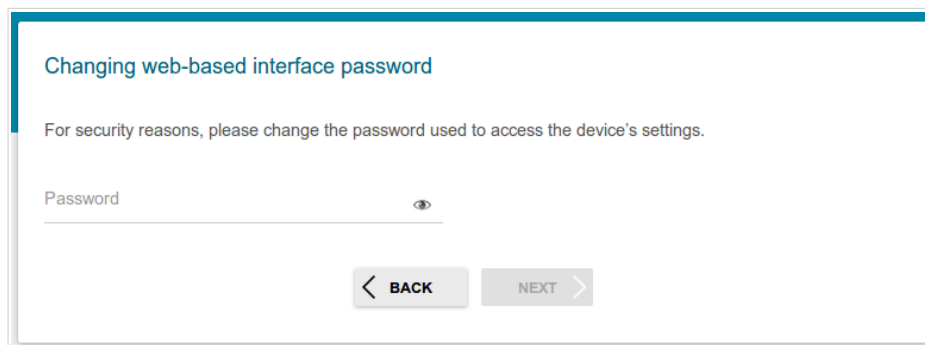 Changing web-based interface password
For security reasons, please change the password used to access the device's settings.
Password
BACK
NEXT